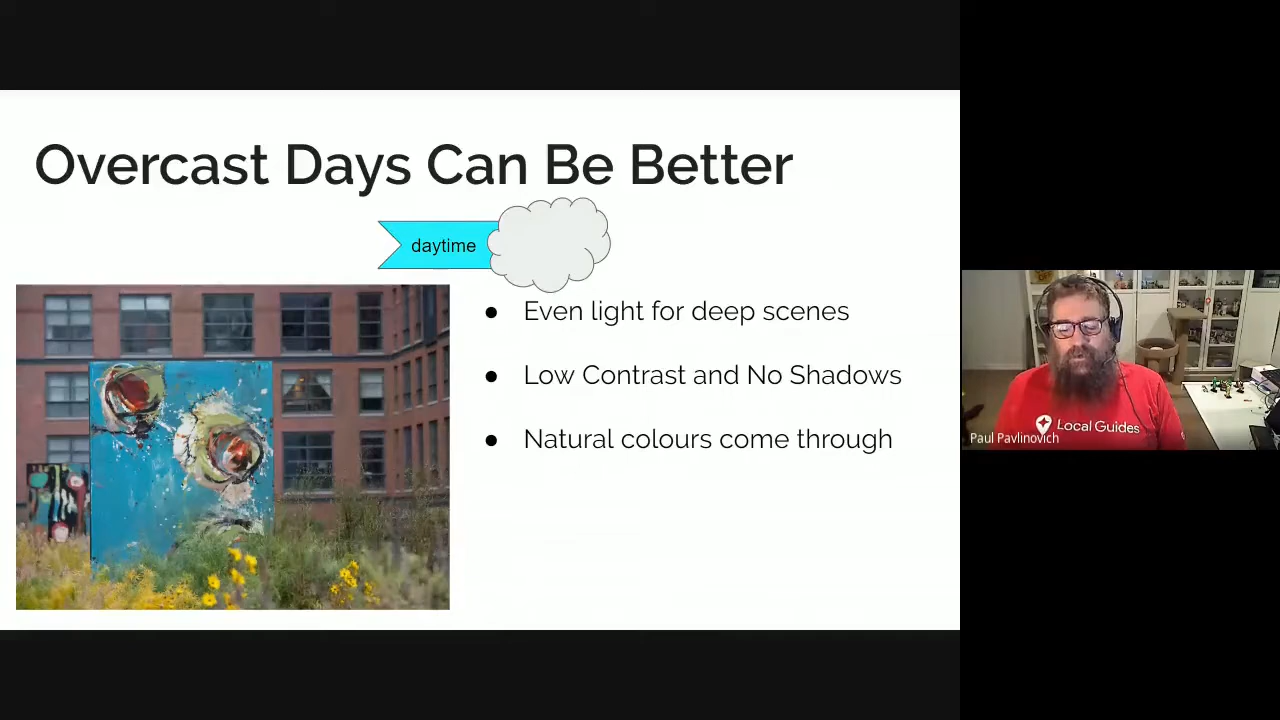 Overcast Days Can Be Better
daytime
Even light for deep scenes
Low Contrast and No Shadows
Natural colours come through
Local Guides
Paul Pavlinovich